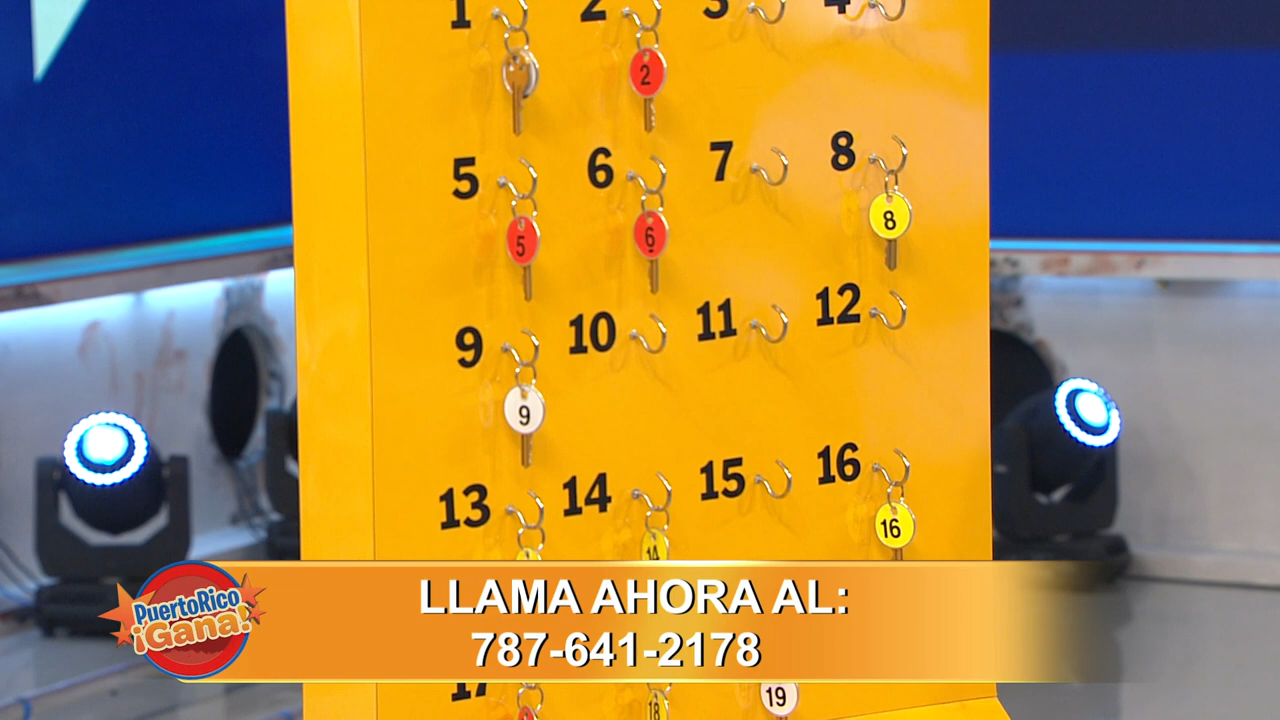 1 2 3 4
2
5 6 7 8
5 6 8
9 10 11 12
9
13 14 15 16
14 16
LLAMA AHORA AL:
787-641-2178
PuertoRico
¡Gana!
17
18 19